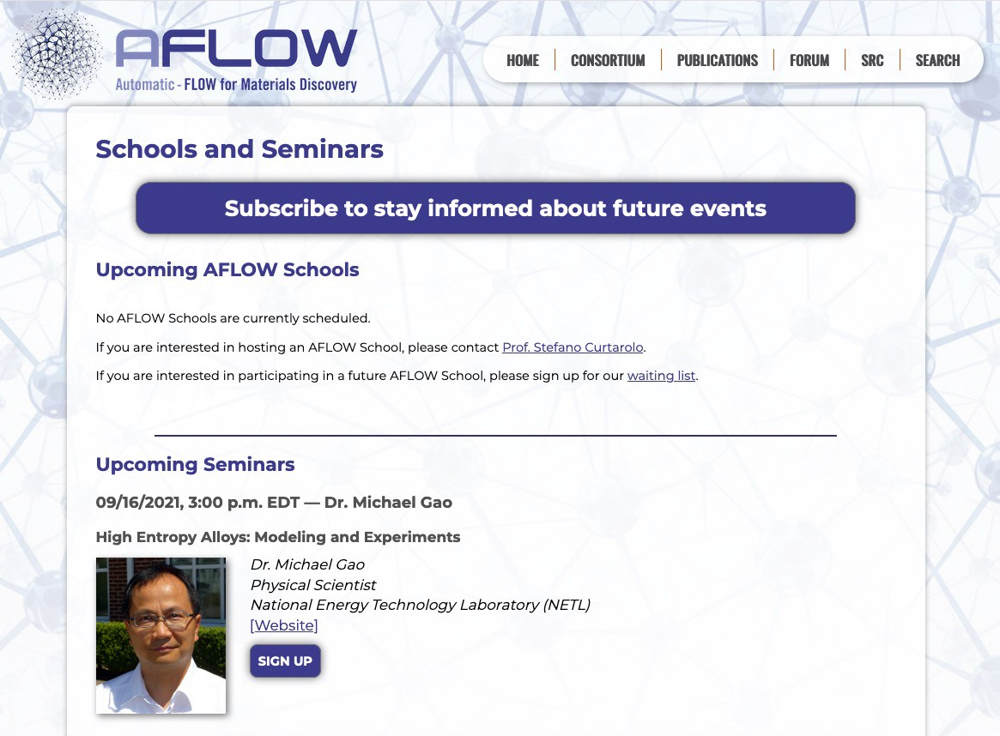 AFLOW
Automatic - FLOW for Materials Discovery
HOME
CONSORTIUM
PUBLICATIONS
FORUM
SRC
SEARCH
Schools and Seminars
Subscribe to stay informed about future events
Upcoming AFLOW Schools
No AFLOW Schools are currently scheduled.
If you are interested in hosting an AFLOW School, please contact Prof. Stefano Curtarolo.
If you are interested in participating in a future AFLOW School, please sign up for our waiting list.
Upcoming Seminars
09/16/2021, 3:00 p.m. EDT — Dr. Michael Gao
High Entropy Alloys: Modeling and Experiments
Dr. Michael Gao
Physical Scientist
National Energy Technology Laboratory (NETL)
[Website]
SIGN UP